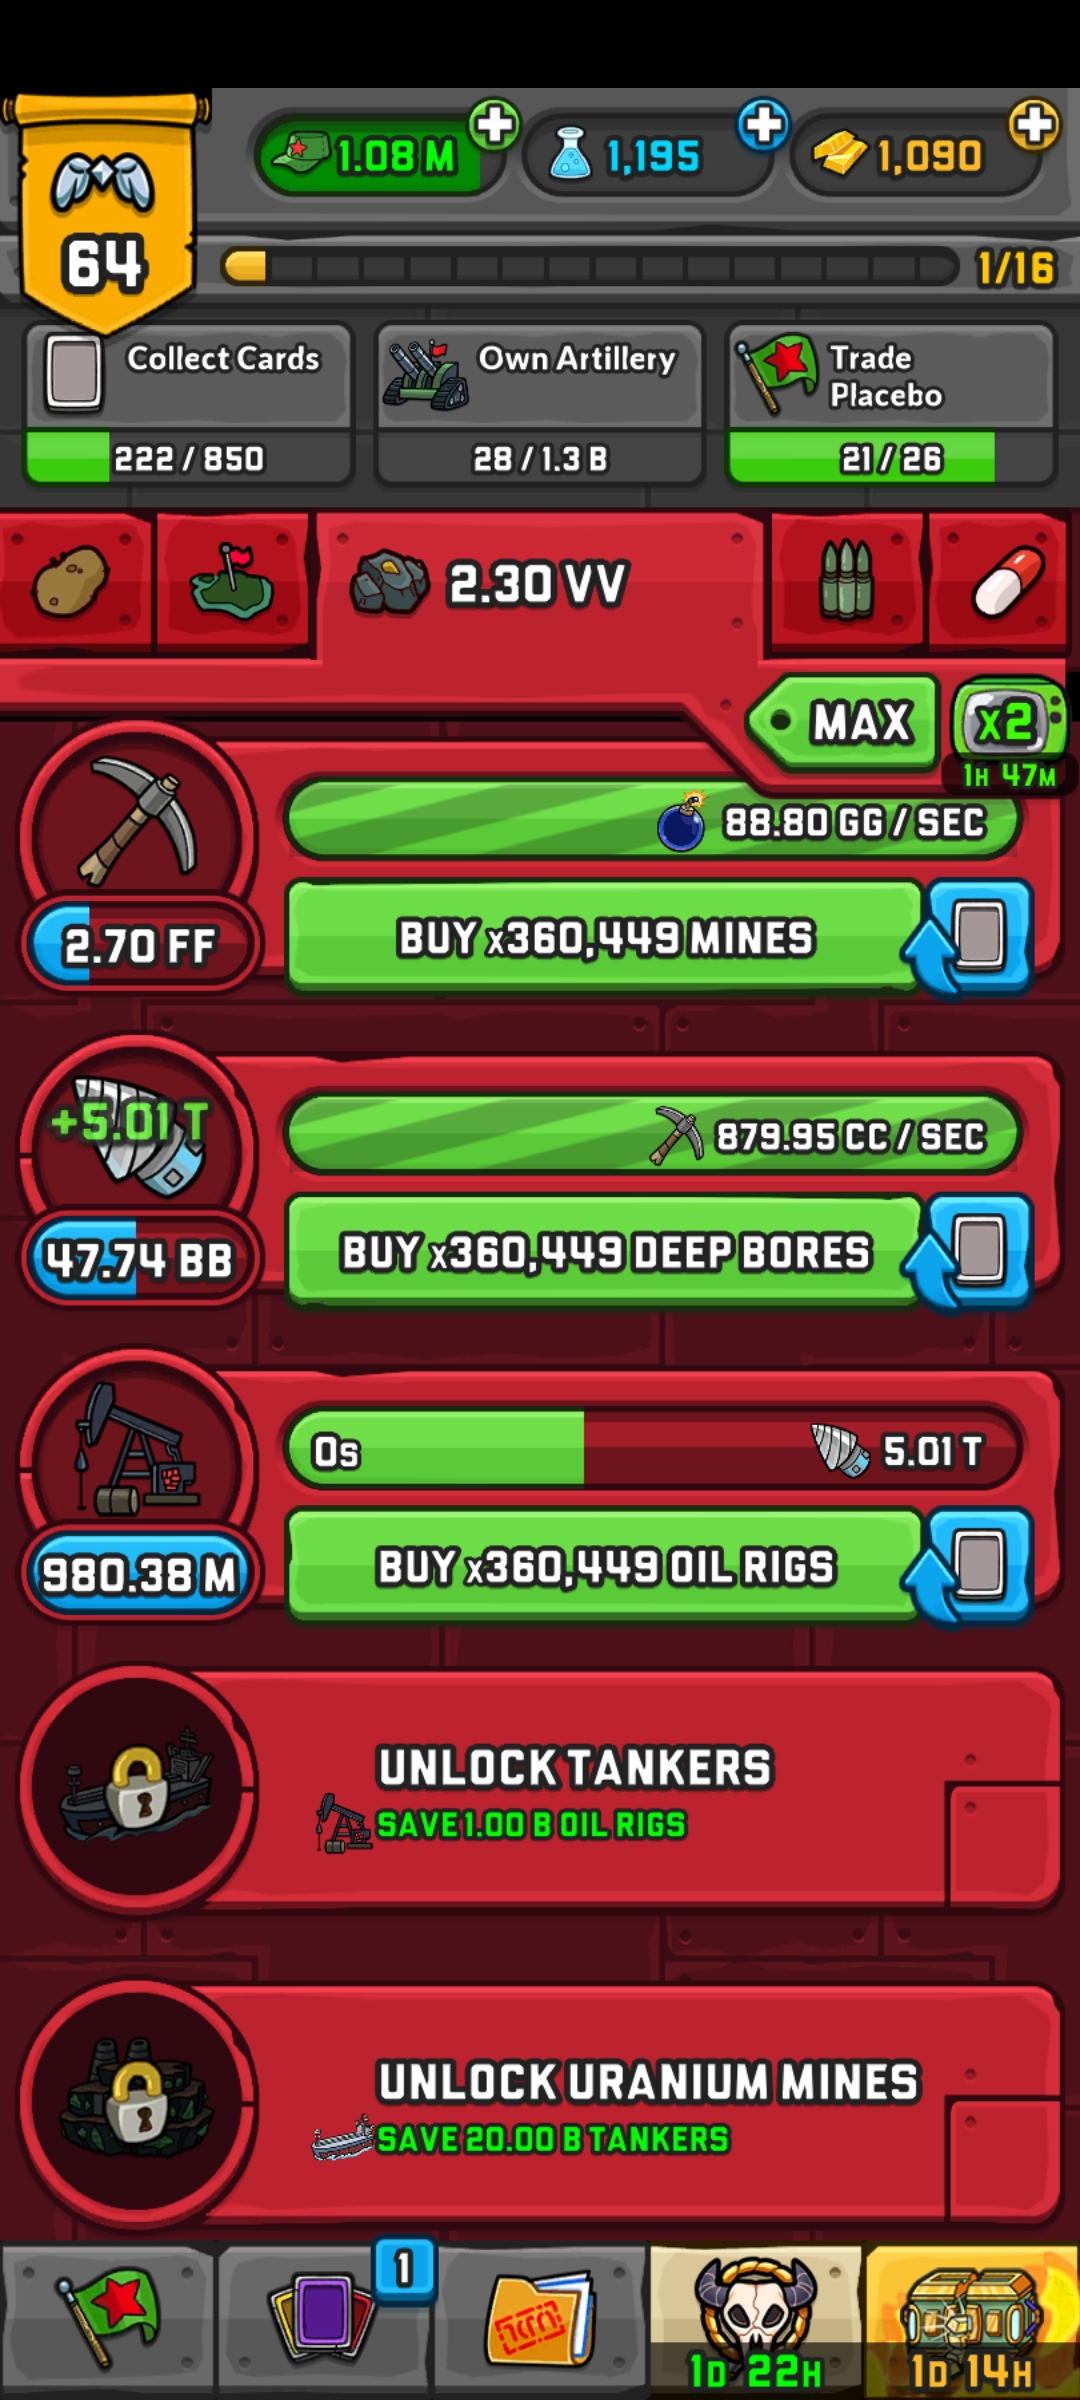 1.08 M
1,195
1,090
64
1/16
Collect Cards
222 / 850
Own Artillery
28 / 1.3 B
Trade
Placebo
21 / 26
2.30 VV
MAX
x2
1H 47M
88.80 GG / SEC
2.70 FF
BUY x360,449 MINES
+5.01 T
879.95 CC / SEC
47.74 BB
BUY x360,449 DEEP BORES
0s
5.01 T
980.38 M
BUY x360,449 OIL RIGS
UNLOCK TANKERS
SAVE 1.00 B OIL RIGS
UNLOCK URANIUM MINES
SAVE 20.00 B TANKERS
1
1D 22H
1D 14H